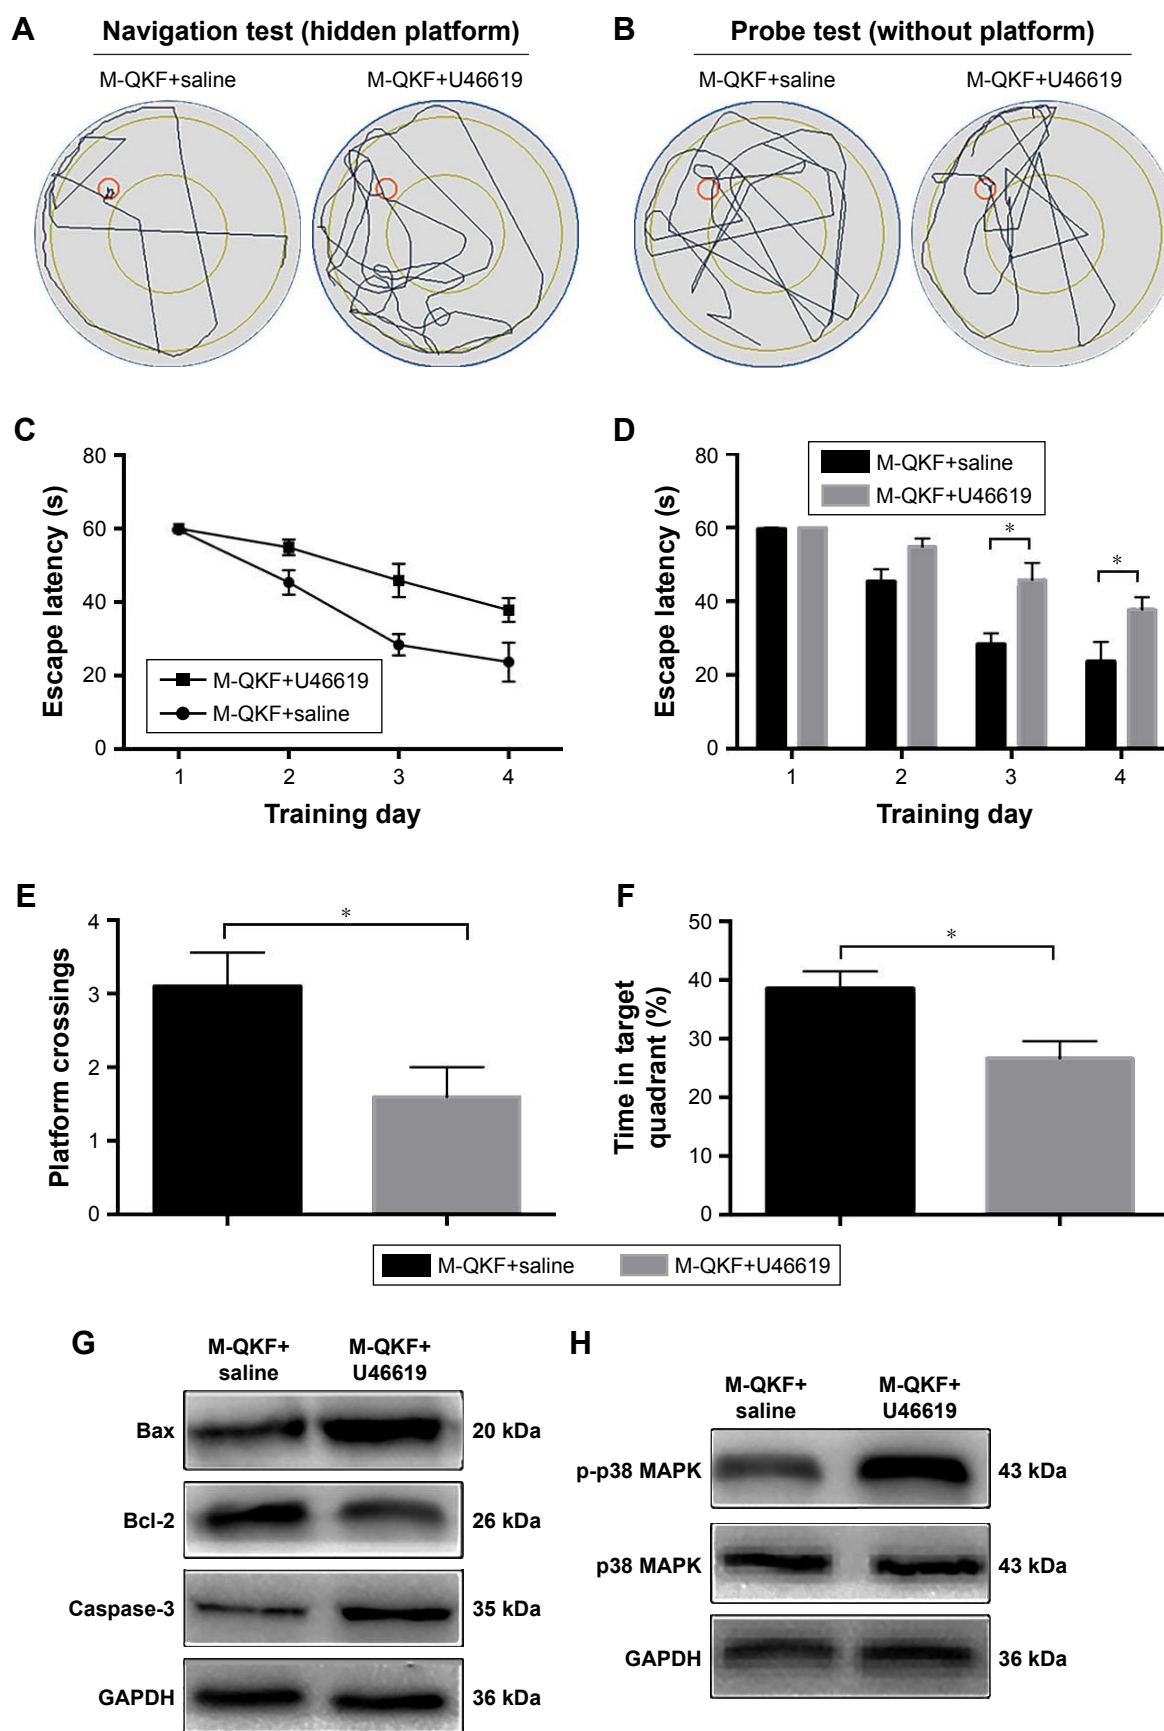 A
Navigation test (hidden platform)
M-QKF+saline
M-QKF+U46619
B
Probe test (without platform)
M-QKF+saline
M-QKF+U46619
C
80
60
40
20
0
Escape latency (s)
M-QKF+U46619
M-QKF+saline
1 2 3 4
Training day
D
80
60
40
20
0
Escape latency (s)
M-QKF+saline
M-QKF+U46619
*
*
1 2 3 4
Training day
E
4
3
2
1
0
Platform crossings
*
F
50
40
30
20
10
0
Time in target
quadrant (%)
*
M-QKF+saline
M-QKF+U46619
G
M-QKF+
saline
M-QKF+
U46619
Bax
20 kDa
Bcl-2
26 kDa
Caspase-3
35 kDa
GAPDH
36 kDa
H
M-QKF+
saline
M-QKF+
U46619
p-p38 MAPK
43 kDa
p38 MAPK
43 kDa
GAPDH
36 kDa